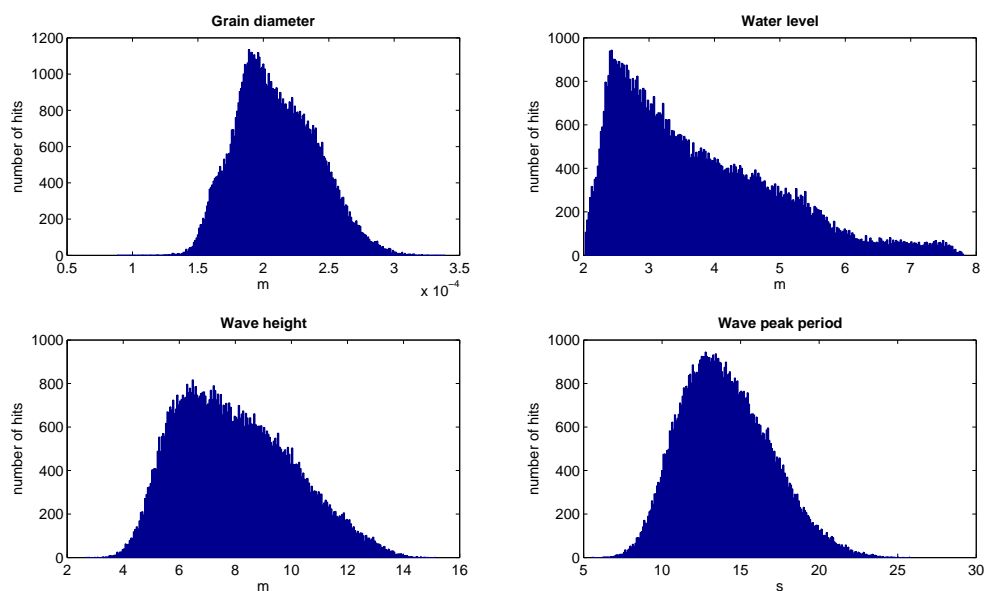 Grain diameter
1200
1000
800
600
400
200
0
number of hits
0.5 1 1.5 2 2.5 3 3.5
m
x 10⁻⁴
Water level
1000
800
600
400
200
0
number of hits
2 3 4 5 6 7 8
m
Wave height
1000
800
600
400
200
0
number of hits
2 4 6 8 10 12 14 16
m
Wave peak period
1000
800
600
400
200
0
number of hits
5 10 15 20 25 30
s